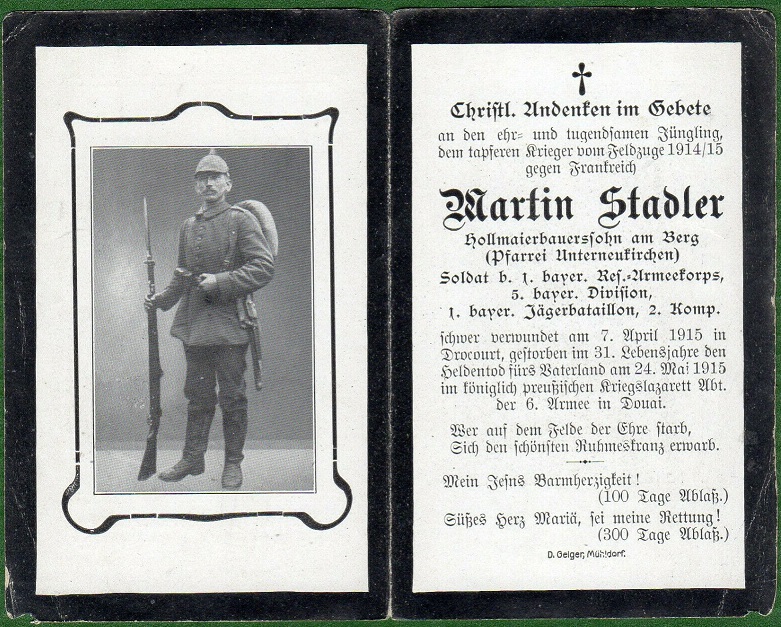 Christl. Andenken im Gebete
an den ehr- und tugendsamen Jüngling,
dem tapferen Krieger vom Feldzuge 1914/15
gegen Frankreich
Martin Stadler
Hollmaierbauerssohn am Berg
(Pfarrei Unterneukirchen)
Soldat b. 1. bayer. Res.-Armeekorps,
5. bayer. Division,
1. bayer. Jägerbataillon, 2. Komp.
schwer verwundet am 7. April 1915 in
Drocourt, gestorben im 31. Lebensjahre den
Heldentod fürs Vaterland am 24. Mai 1915
im königlich preußischen Kriegslazarett Abt.
der 6. Armee in Douai.
Wer auf dem Felde der Ehre starb,
Sich den schönsten Ruhmeskranz erwarb.
Mein Jesns Barmherzigkeit!
(100 Tage Ablaß.)
Süßes Herz Mariä, sei meine Rettung!
(300 Tage Ablaß.)
D. Geiger, Mühldorf.